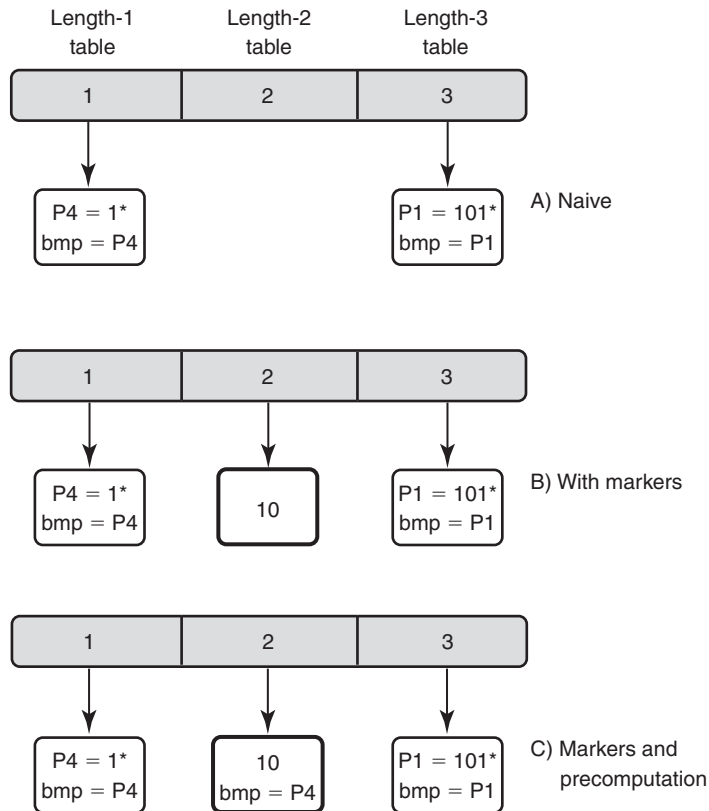 Length-1 table
Length-2 table
Length-3 table
1
2
3
P4 = 1*
bmp = P4
P1 = 101*
bmp = P1
A) Naive
1
2
3
P4 = 1*
bmp = P4
10
P1 = 101*
bmp = P1
B) With markers
1
2
3
P4 = 1*
bmp = P4
10
bmp = P4
P1 = 101*
bmp = P1
C) Markers and
precomputation